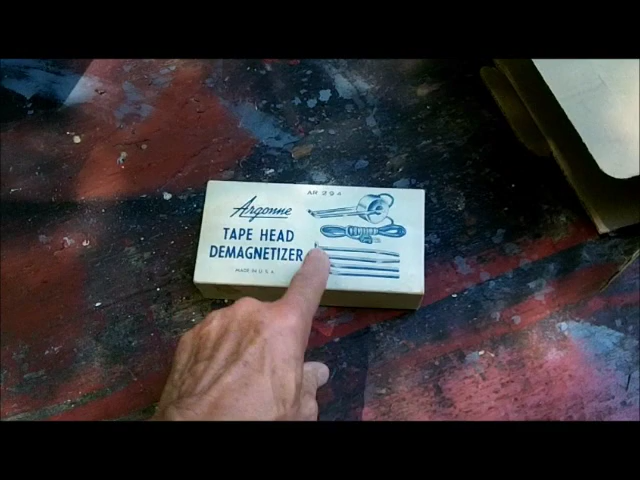 AR 294
Argonne
TAPE HEAD
DEMAGNETIZER
MADE IN U.S.A.